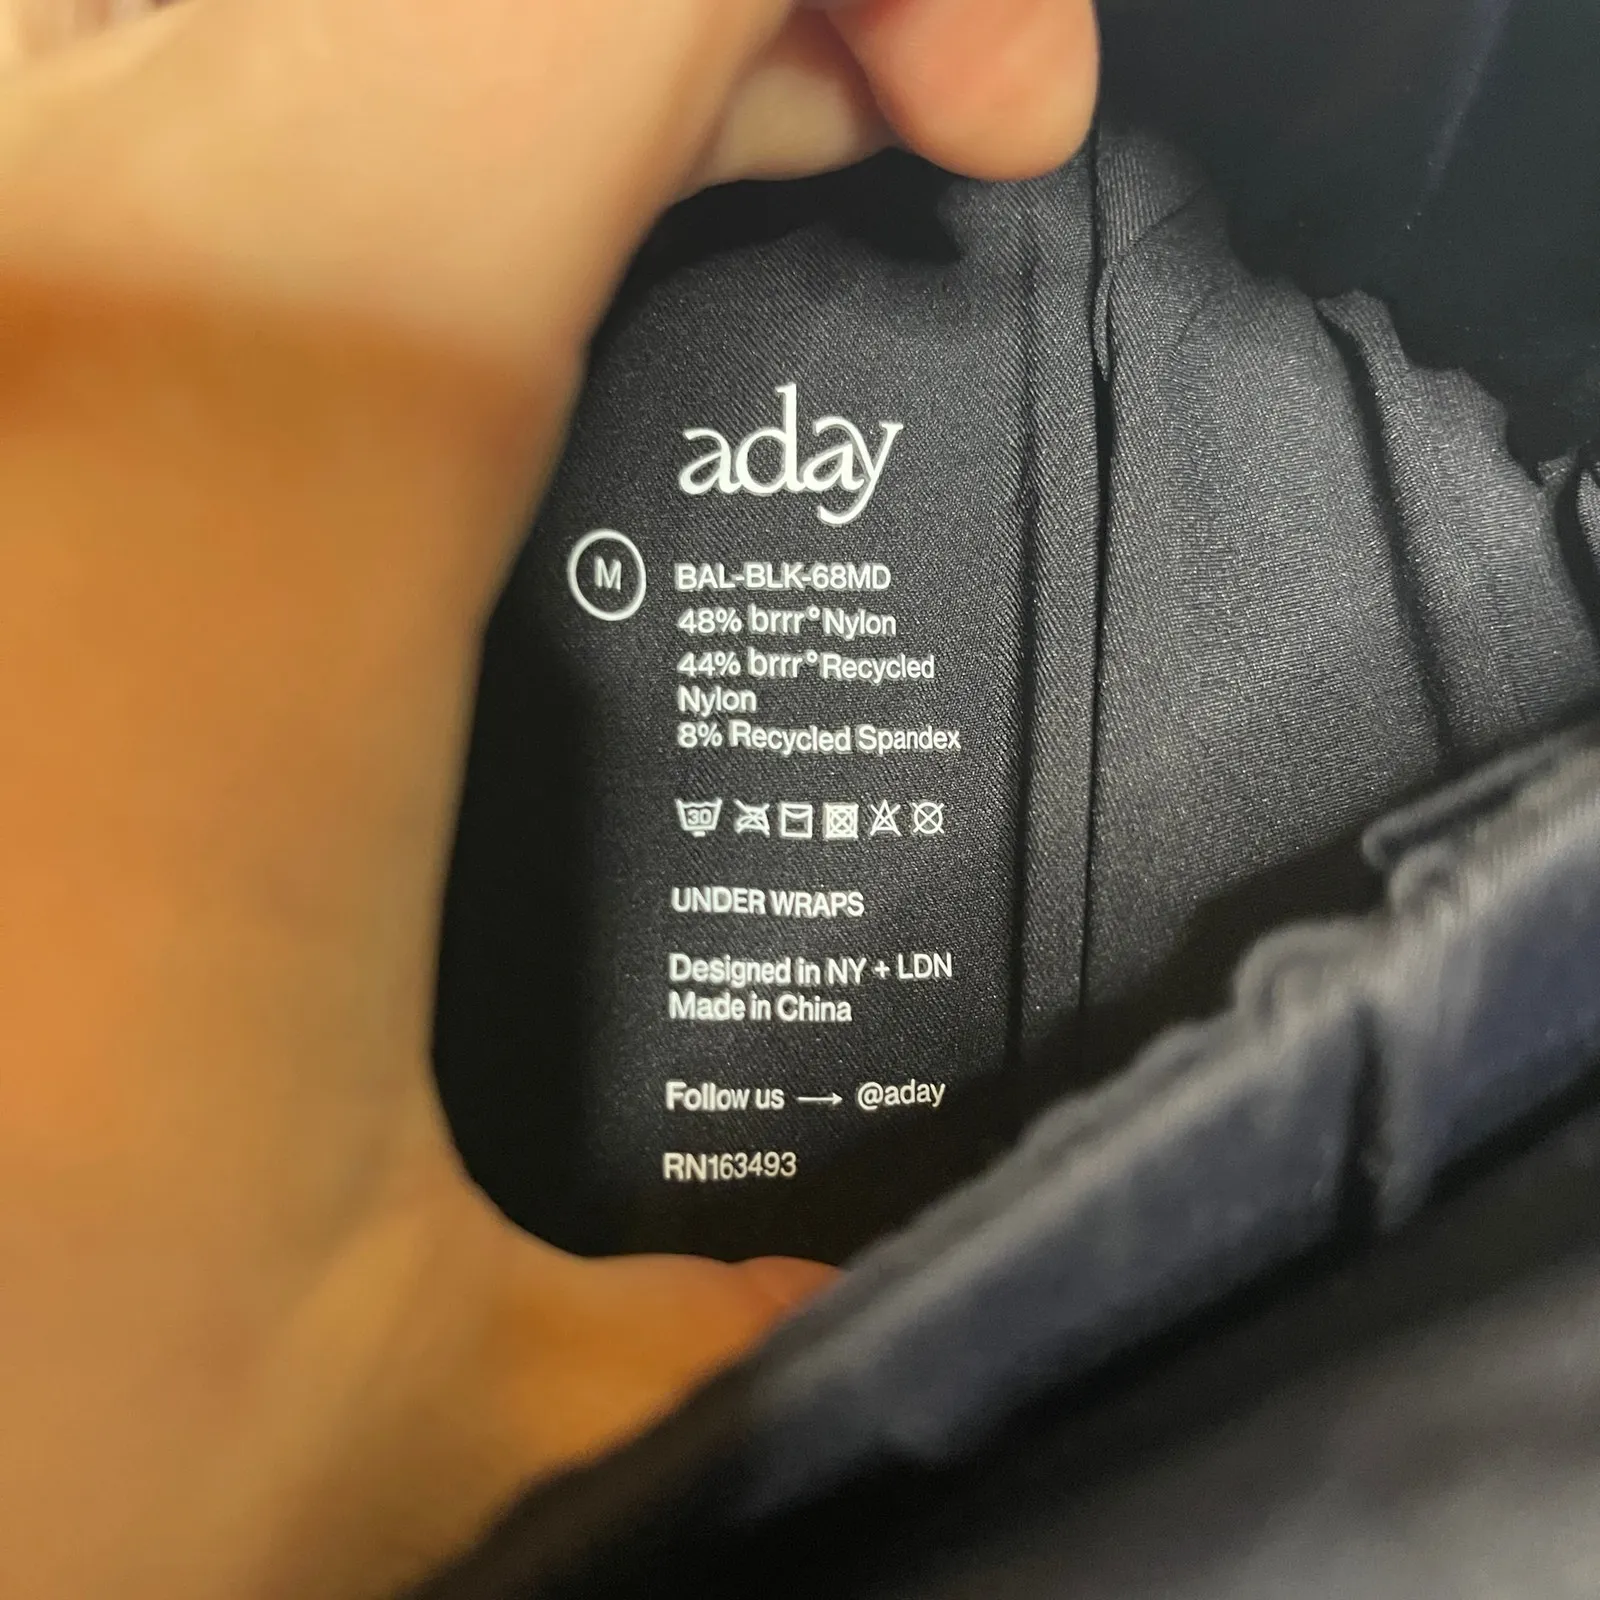 aday
M
BAL-BLK-68MD
48% brrr°Nylon
44% brrr°Recycled
Nylon
8% Recycled Spandex
30
UNDER WRAPS
Designed in NY + LDN
Made in China
Follow us → @aday
RN163493